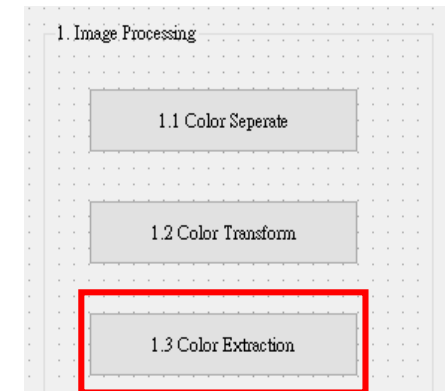 1. Image Processing
1.1 Color Seperate
1.2 Color Transform
1.3 Color Extraction